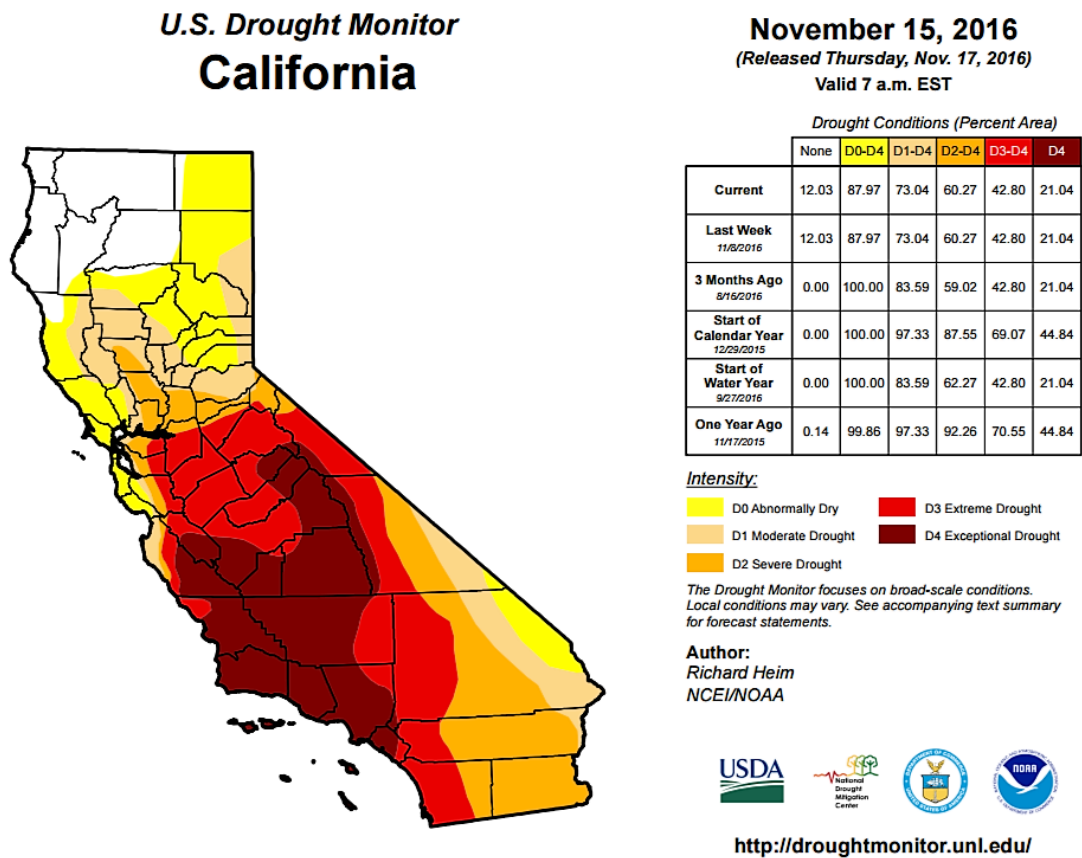 U.S. Drought Monitor
California
November 15, 2016
(Released Thursday, Nov. 17, 2016)
Valid 7 a.m. EST
Drought Conditions (Percent Area)
None D0-D4 D1-D4 D2-D4 D3-D4 D4
Current 12.03 87.97 73.04 60.27 42.80 21.04
Last Week 12.03 87.97 73.04 60.27 42.80 21.04
11/8/2016
3 Months Ago 0.00 100.00 83.59 59.02 42.80 21.04
8/16/2016
Start of
Calendar Year 0.00 100.00 97.33 87.55 69.07 44.84
12/29/2015
Start of
Water Year 0.00 100.00 83.59 62.27 42.80 21.04
9/27/2016
One Year Ago 0.14 99.86 97.33 92.26 70.55 44.84
11/17/2015
Intensity:
D0 Abnormally Dry
D1 Moderate Drought
D2 Severe Drought
D3 Extreme Drought
D4 Exceptional Drought
The Drought Monitor focuses on broad-scale conditions.
Local conditions may vary. See accompanying text summary
for forecast statements.
Author:
Richard Heim
NCEI/NOAA
USDA
National
Drought
Mitigation
Center
DEPARTMENT OF COMMERCE
UNITED STATES OF AMERICA
NOAA
http://droughtmonitor.unl.edu/